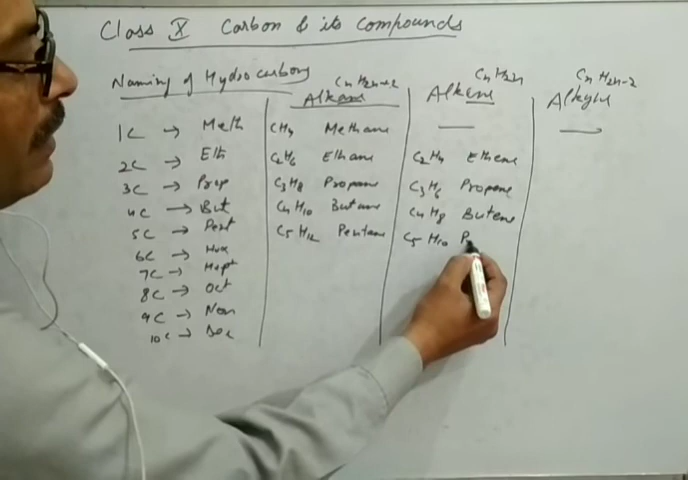 Class X Carbon & its Compounds
Naming of Hydrocarbons
CnH2n+2
Alkane
CnH2n
Alkene
CnH2n-2
Alkyne
1C → Meth CH4 Methane —
2C → Eth C2H6 Ethane C2H4 Ethene
3C → Prop C3H8 Propane C3H6 Propene
4C → But C4H10 Butane C4H8 Butene
5C → Pent C5H12 Pentane C5H10 P
6C → Hex
7C → Hept
8C → Oct
9C → Non
10C → Dec